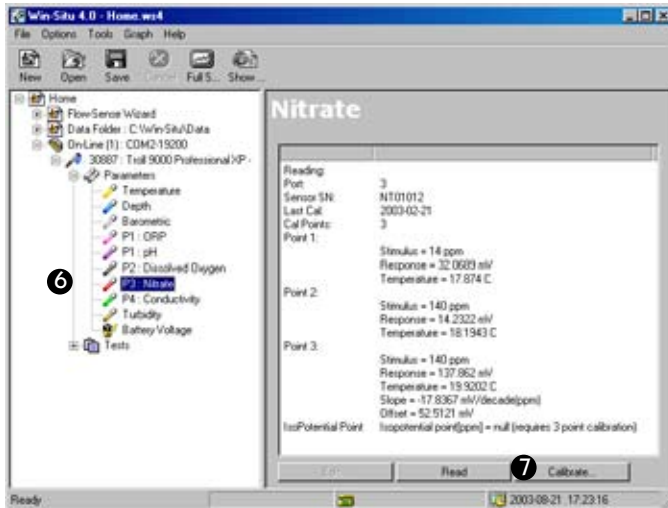 Win-Situ 4.0 - Home.ws4
File Options Tools Graph Help
New Open Save Cancel Full S... Show...
Home
Flow-Sense Wizard
Data Folder : C:\Win-Situ\Data
On-Line (1) : COM2-19200
30887 : Troll 9000 Professional XP -
Parameters
Temperature
Depth
Barometric
P1 : ORP
P1 : pH
P2 : Dissolved Oxygen
6
P3 : Nitrate
P4 : Conductivity
Turbidity
Battery Voltage
Tests
Nitrate
Reading:
Port: 3
Sensor SN: NT01012
Last Cal: 2003-02-21
Cal Points: 3
Point 1:
Stimulus = 14 ppm
Response = 32.0689 mV
Temperature = 17.874 C
Point 2:
Stimulus = 140 ppm
Response = 14.2322 mV
Temperature = 18.1943 C
Point 3:
Stimulus = 140 ppm
Response = 137.862 mV
Temperature = 19.9202 C
Slope = -17.8367 mV/decade(ppm)
Offset = 52.5121 mV
IsoPotential Point Isopotential point[ppm] = null (requires 3 point calibration)
Edit... Read 7 Calibrate...
Ready 2003-08-21 17:23:16